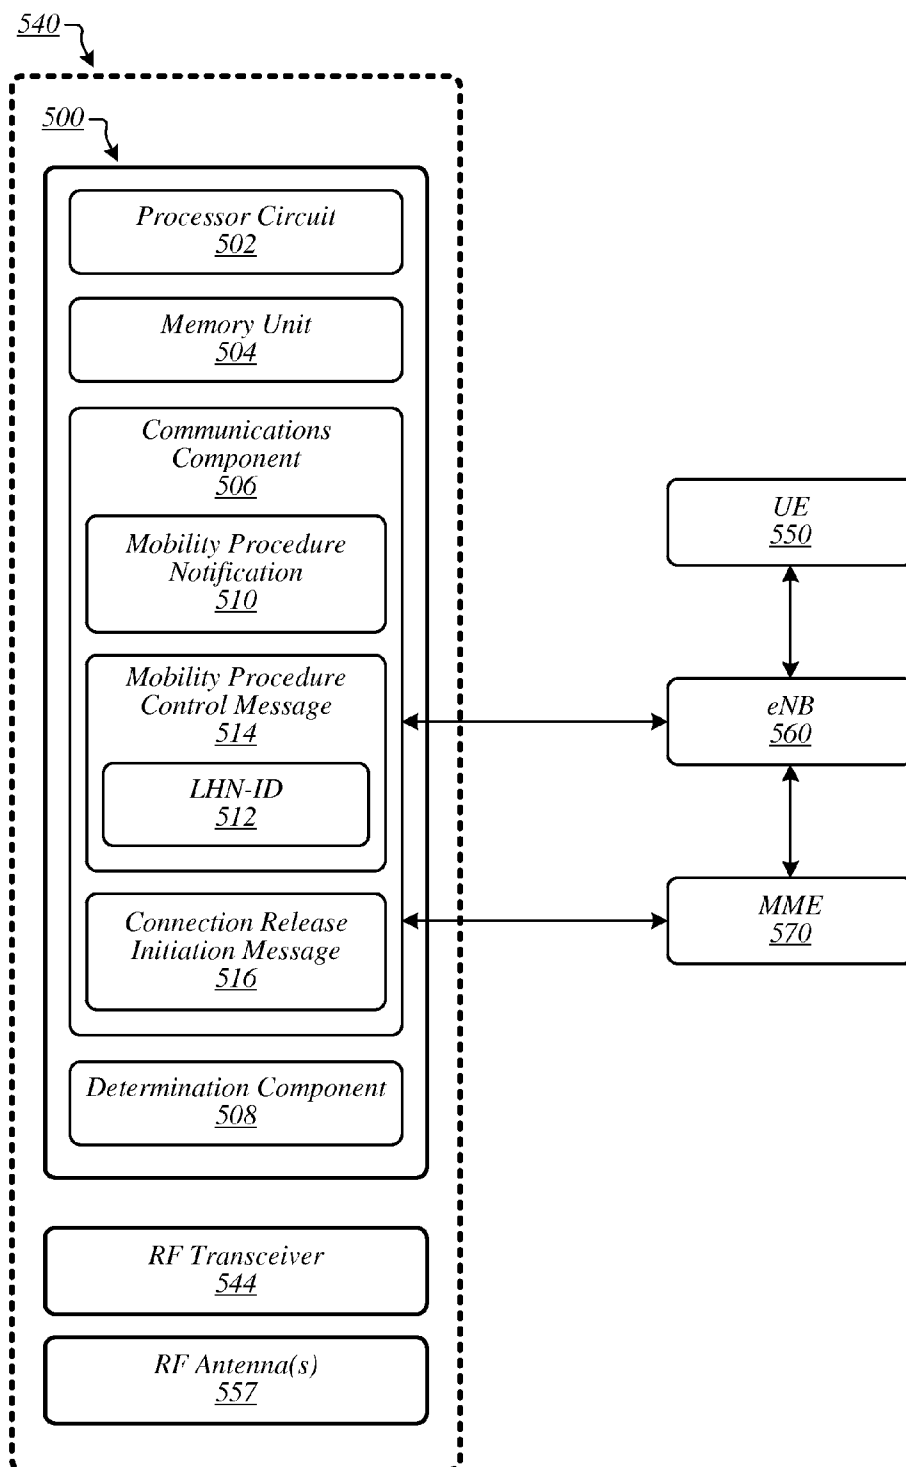 540
500
Processor Circuit
502
Memory Unit
504
Communications
Component
506
Mobility Procedure
Notification
510
Mobility Procedure
Control Message
514
LHN-ID
512
Connection Release
Initiation Message
516
Determination Component
508
RF Transceiver
544
RF Antenna(s)
557
UE
550
eNB
560
MME
570